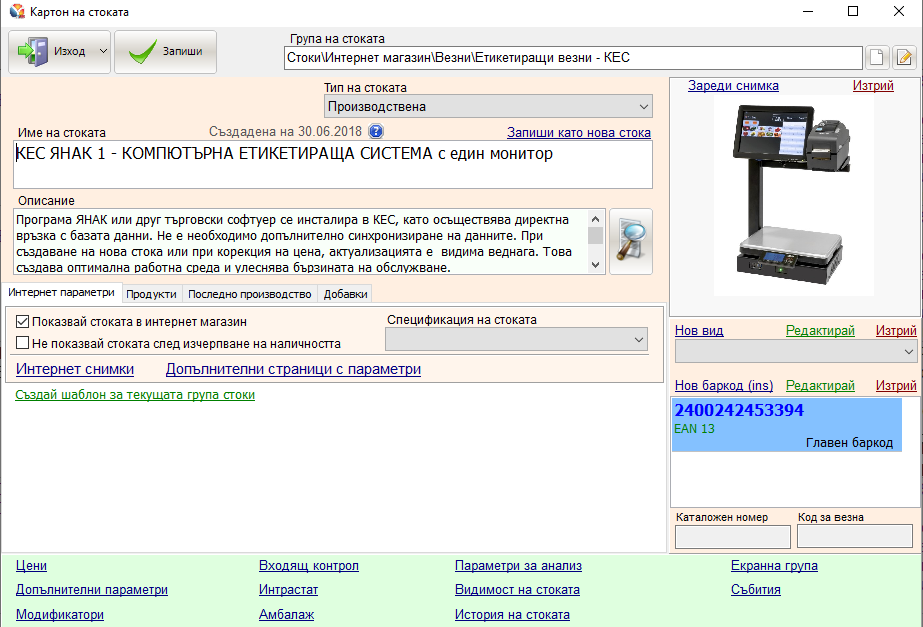 Картон на стоката
Изход
Запиши
Група на стоката
Стоки\Интернет магазин\Везни\Етикетиращи везни - КЕС
Тип на стоката
Производствена
Име на стоката
Създадена на 30.06.2018
Запиши като нова стока
КЕС ЯНАК 1 - КОМПЮТЪРНА ЕТИКЕТИРАЩА СИСТЕМА с един монитор
Описание
Програма ЯНАК или друг търговски софтуер се инсталира в КЕС, като осъществява директна
връзка с базата данни. Не е необходимо допълнително синхронизиране на данните. При
създаване на нова стока или при корекция на цена, актуализацията е видима веднага. Това
създава оптимална работна среда и улеснява бързината на обслужване.
Интернет параметри
Продукти
Последно производство
Добавки
Показвай стоката в интернет магазин
Не показвай стоката след изчерпване на наличността
Спецификация на стоката
Интернет снимки
Допълнителни страници с параметри
Създай шаблон за текущата група стоки
Зареди снимка
Изтрий
Нов вид
Редактирай
Изтрий
Нов баркод (ins)
Редактирай
Изтрий
2400242453394
EAN 13
Главен баркод
Каталожен номер
Код за везна
Цени
Входящ контрол
Параметри за анализ
Екранна група
Допълнителни параметри
Интрастат
Видимост на стоката
Събития
Модификатори
Амбалаж
История на стоката